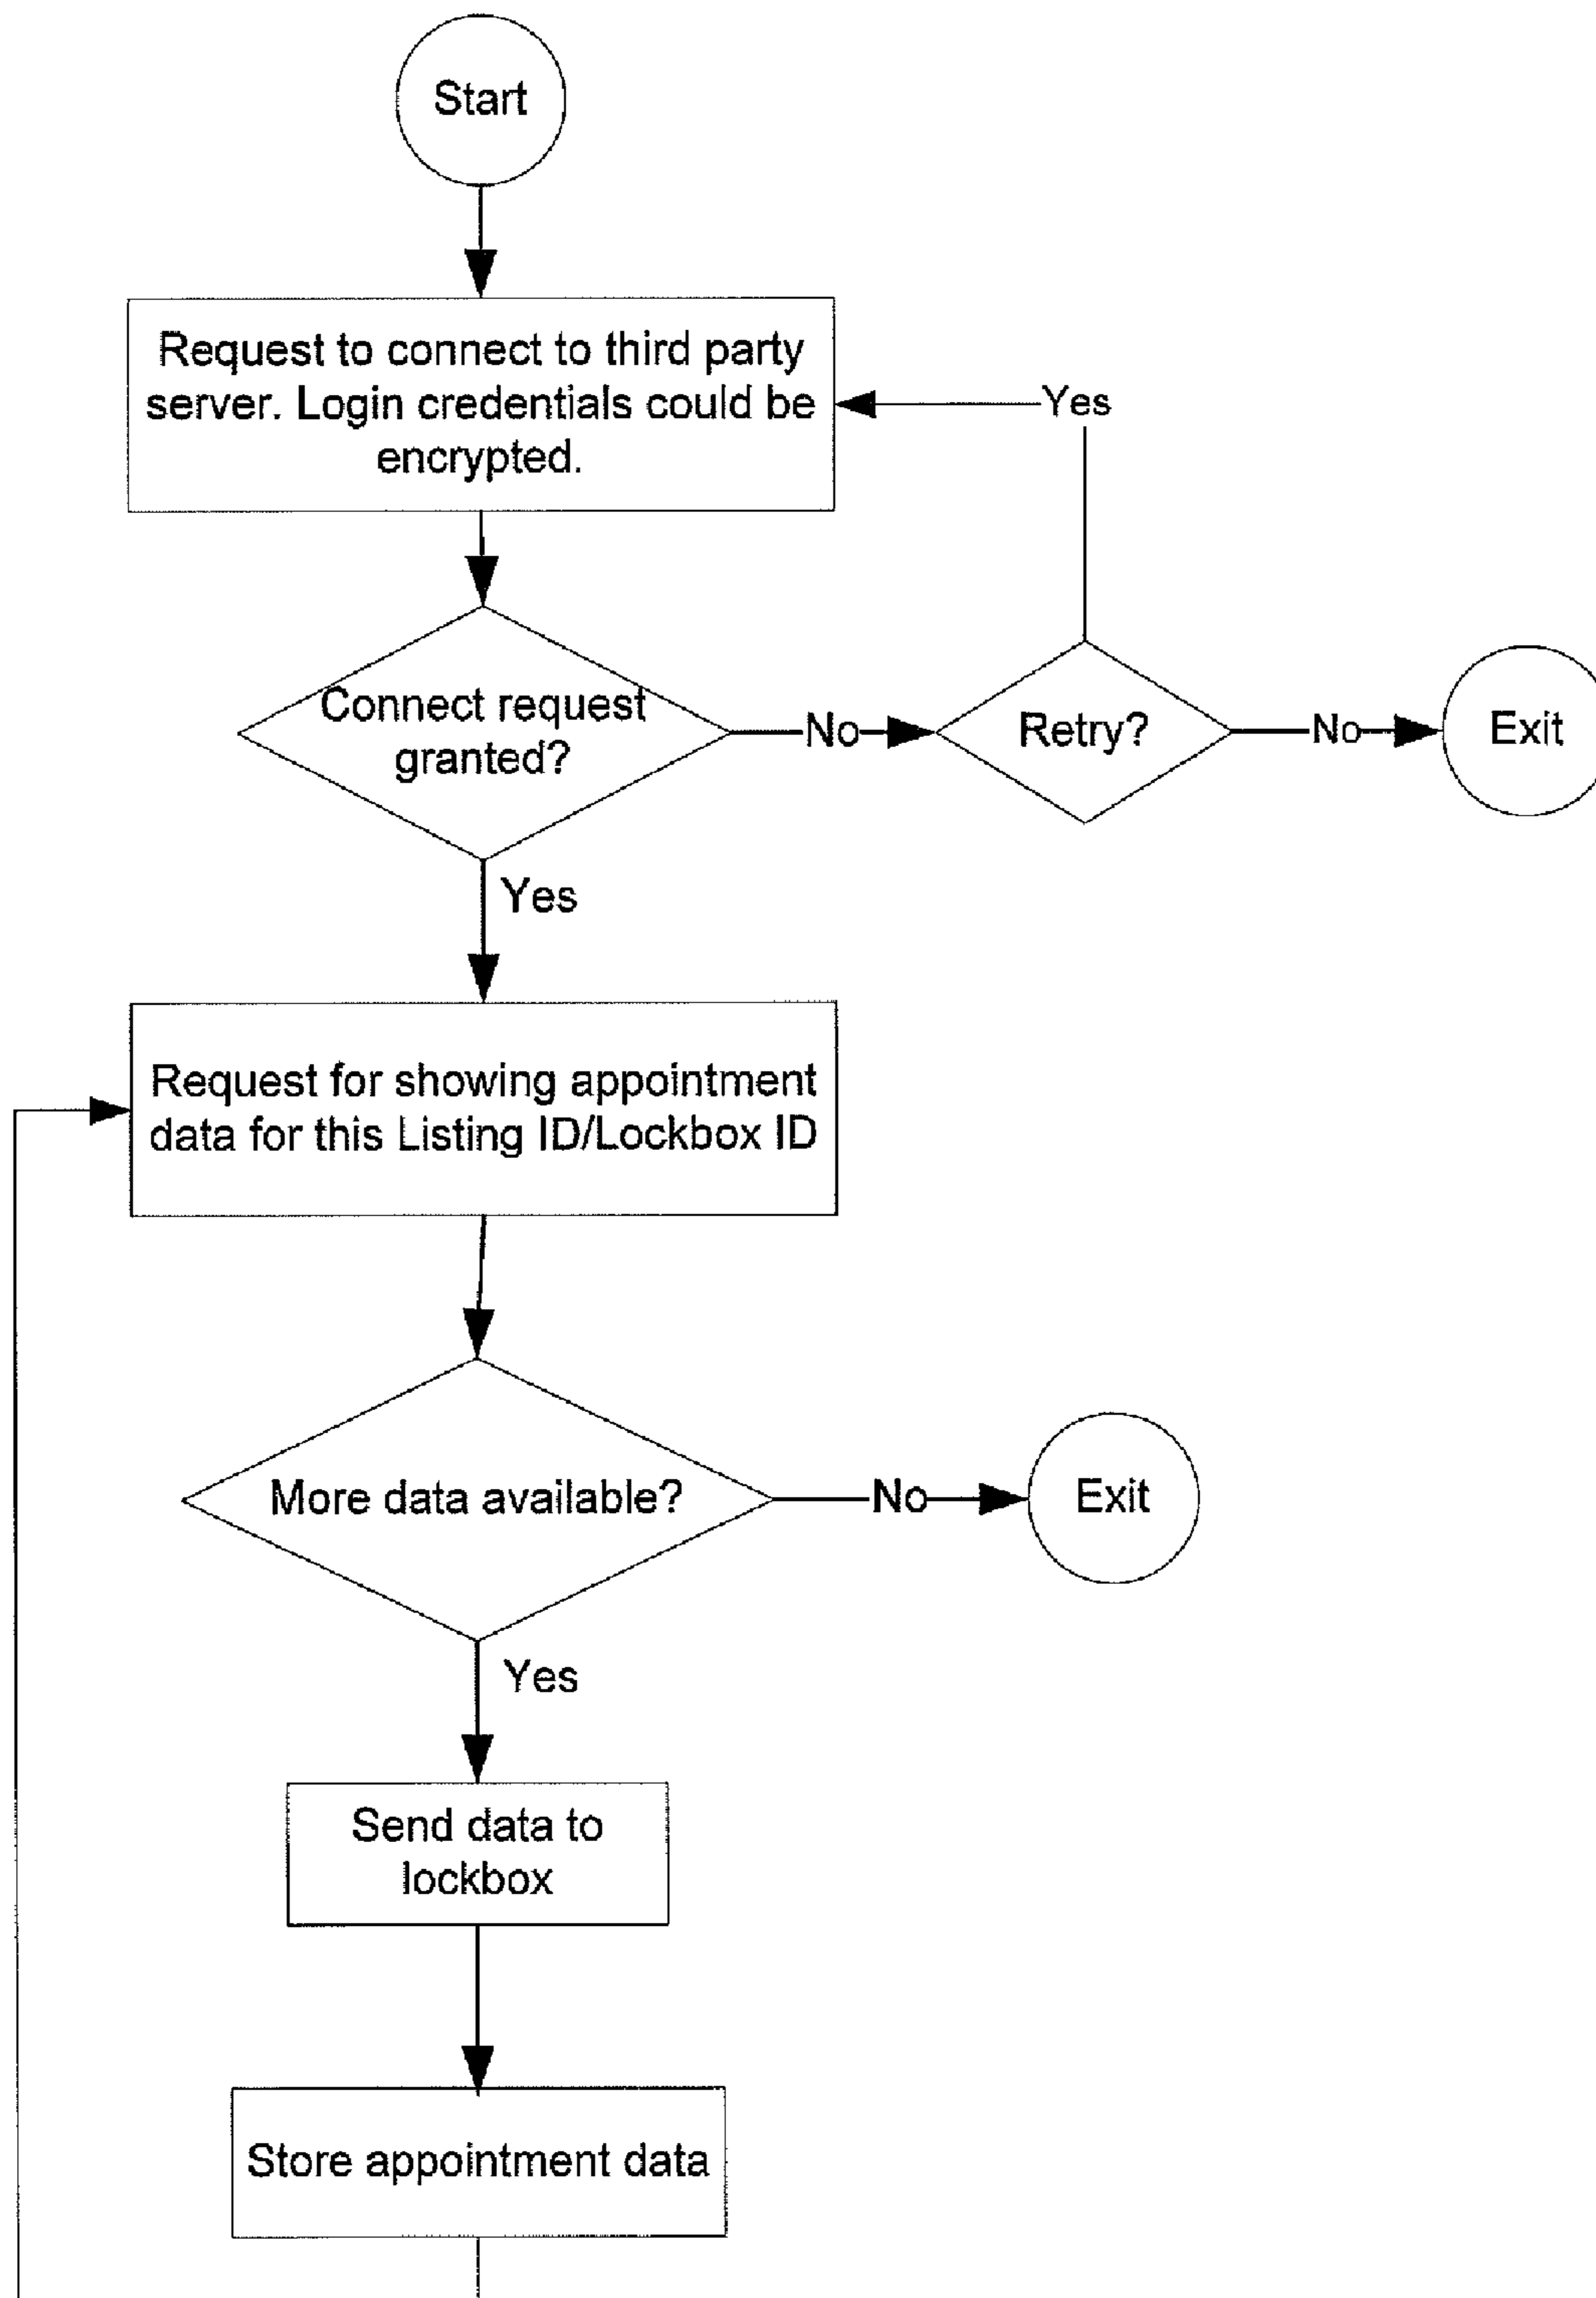 Start
Request to connect to third party
server. Login credentials could be
encrypted.
Yes
Connect request
granted?
No
Retry?
No
Exit
Yes
Request for showing appointment
data for this Listing ID/Lockbox ID
More data available?
No
Exit
Yes
Send data to
lockbox
Store appointment data